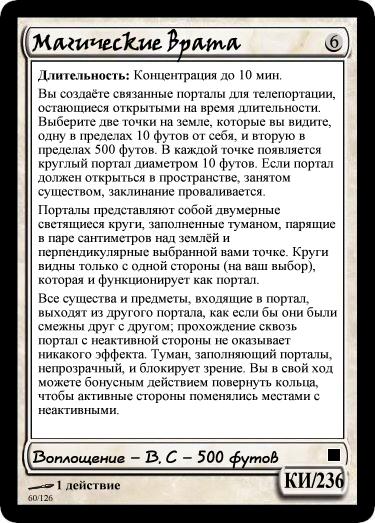 Магические Врата
6
Длительность: Концентрация до 10 мин.
Вы создаёте связанные порталы для телепортации,
остающиеся открытыми на время длительности.
Выберите две точки на земле, которые вы видите,
одну в пределах 10 футов от себя, и вторую в
пределах 500 футов. В каждой точке появляется
круглый портал диаметром 10 футов. Если портал
должен открыться в пространстве, занятом
существом, заклинание проваливается.
Порталы представляют собой двумерные
светящиеся круги, заполненные туманом, парящие
в паре сантиметров над землёй и
перпендикулярные выбранной вами точке. Круги
видны только с одной стороны (на ваш выбор),
которая и функционирует как портал.
Все существа и предметы, входящие в портал,
выходят из другого портала, как если бы они были
смежны друг с другом; прохождение сквозь
портал с неактивной стороны не оказывает
никакого эффекта. Туман, заполняющий порталы,
непрозрачный, и блокирует зрение. Вы в свой ход
можете бонусным действием повернуть кольца,
чтобы активные стороны поменялись местами с
неактивными.
Воплощение – В, С – 500 футов
1 действие
КИ/236
60/126